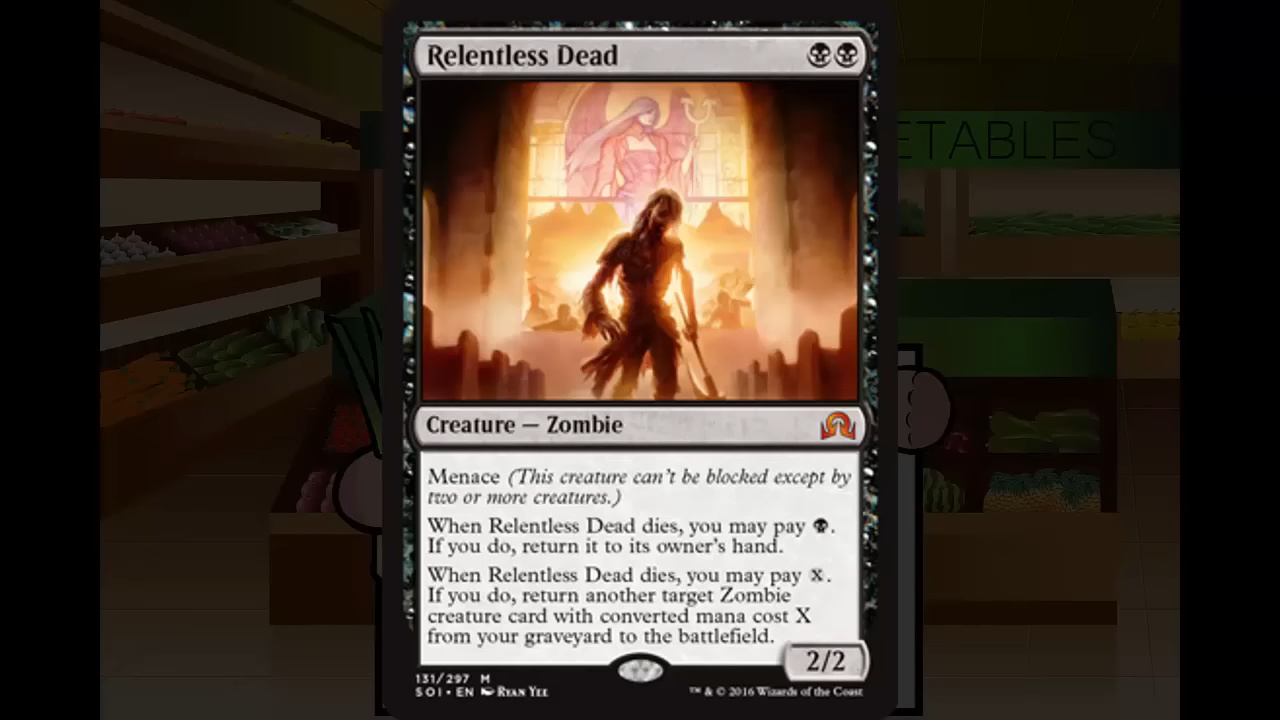 Relentless Dead
ETABLES
Creature — Zombie
Menace (This creature can't be blocked except by
two or more creatures.)
When Relentless Dead dies, you may pay .
If you do, return it to its owner's hand.
When Relentless Dead dies, you may pay X.
If you do, return another target Zombie
creature card with converted mana cost X
from your graveyard to the battlefield.
2/2
131/297 M
SOI • EN Ryan Yee
™ & © 2016 Wizards of the Coast